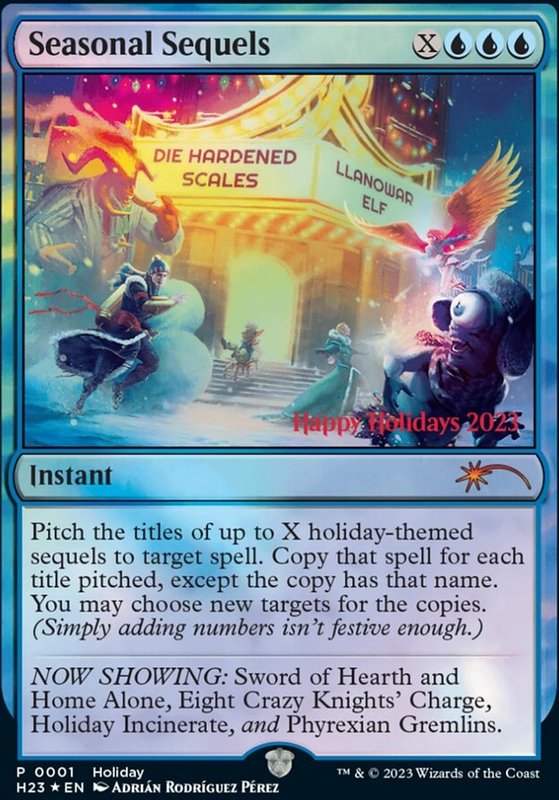 Seasonal Sequels
X
DIE HARDENED
SCALES
LLANOWAR
ELF
Happy Holidays 2023
Instant
Pitch the titles of up to X holiday-themed
sequels to target spell. Copy that spell for each
title pitched, except the copy has that name.
You may choose new targets for the copies.
(Simply adding numbers isn't festive enough.)
NOW SHOWING: Sword of Hearth and
Home Alone, Eight Crazy Knights' Charge,
Holiday Incinerate, and Phyrexian Gremlins.
P 0001 Holiday
H23 ★ EN Adrián Rodríguez Pérez
™ & © 2023 Wizards of the Coast